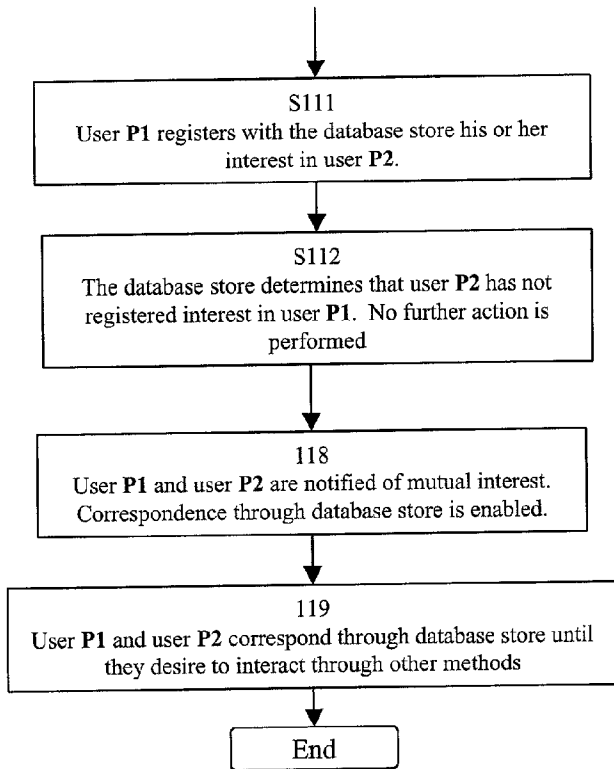 S111
User P1 registers with the database store his or her
interest in user P2.
S112
The database store determines that user P2 has not
registered interest in user P1. No further action is
performed
118
User P1 and user P2 are notified of mutual interest.
Correspondence through database store is enabled.
119
User P1 and user P2 correspond through database store until
they desire to interact through other methods
End